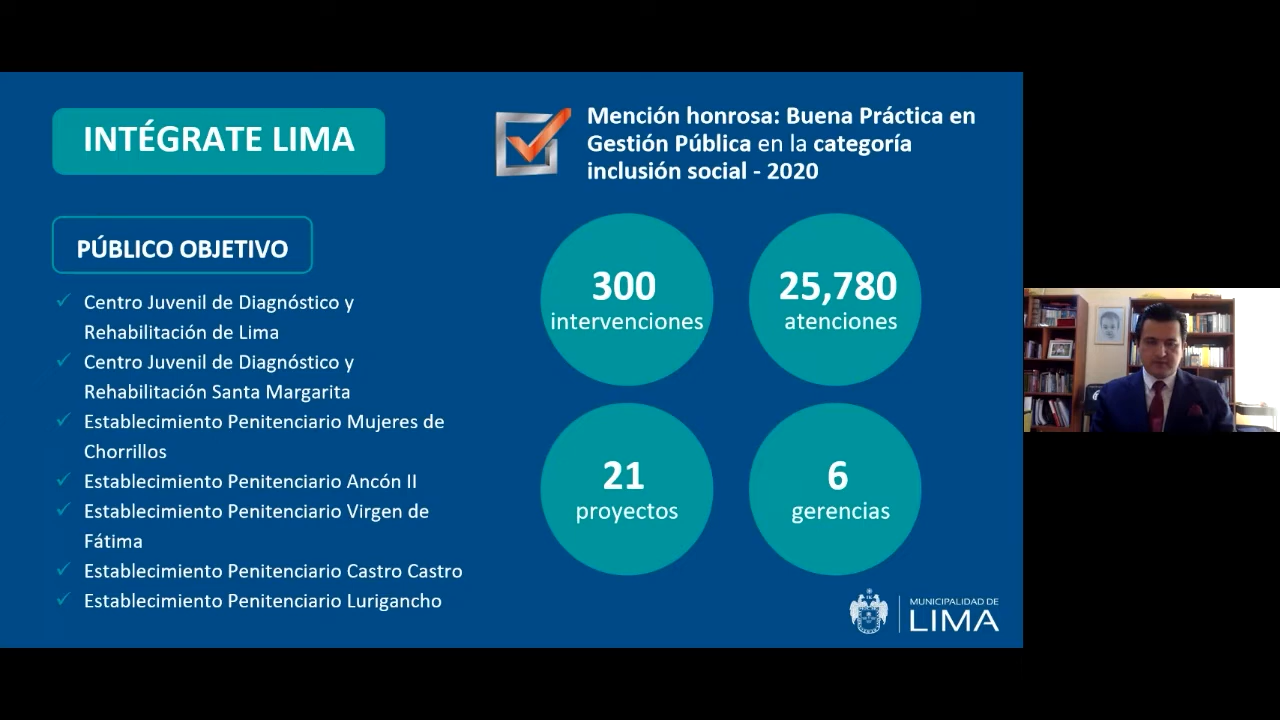 INTÉGRATE LIMA
Mención honrosa: Buena Práctica en
Gestión Pública en la categoría
inclusión social - 2020
PÚBLICO OBJETIVO
Centro Juvenil de Diagnóstico y
Rehabilitación de Lima
Centro Juvenil de Diagnóstico y
Rehabilitación Santa Margarita
Establecimiento Penitenciario Mujeres de
Chorrillos
Establecimiento Penitenciario Ancón II
Establecimiento Penitenciario Virgen de
Fátima
Establecimiento Penitenciario Castro Castro
Establecimiento Penitenciario Lurigancho
300
intervenciones
25,780
atenciones
21
proyectos
6
gerencias
MUNICIPALIDAD DE
LIMA